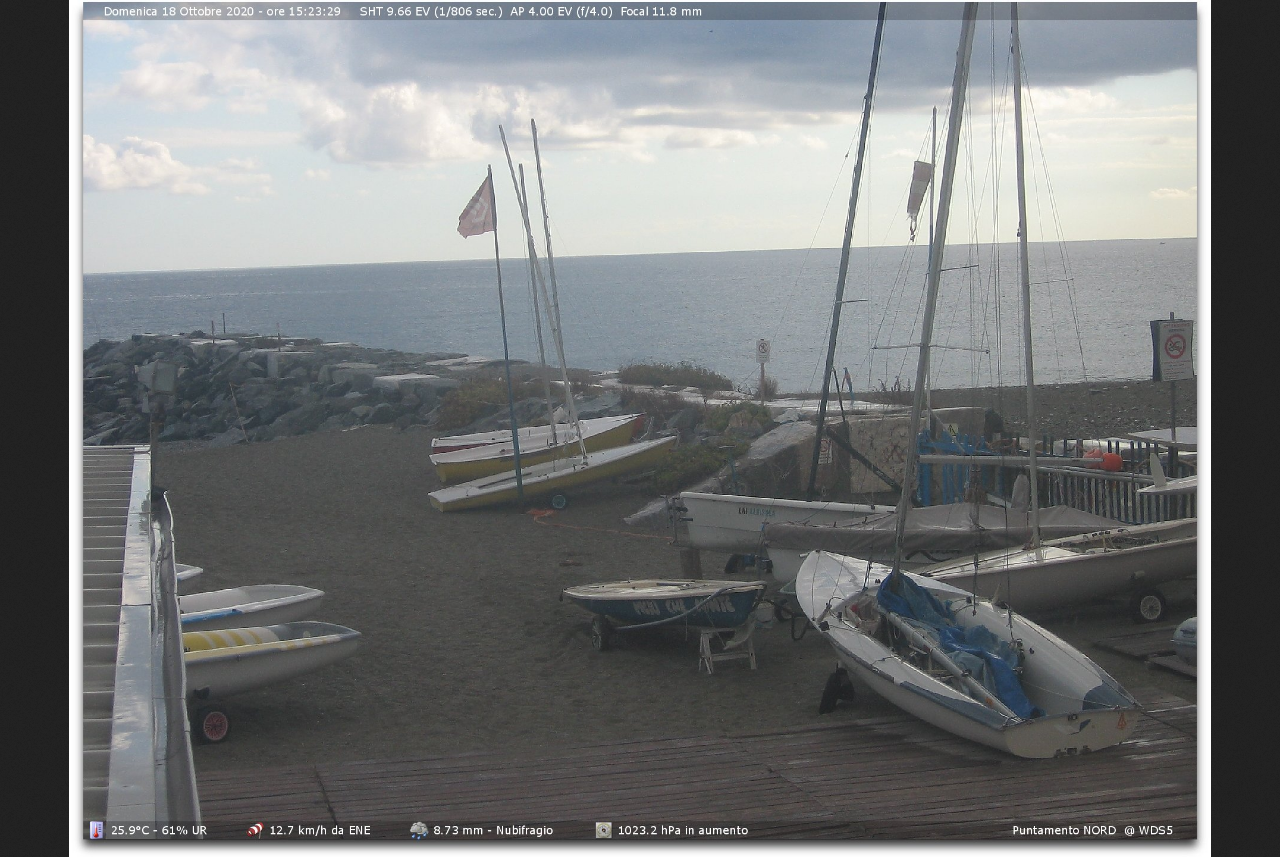 Domenica 18 Ottobre 2020 - ore 15:23:29 SHT 9.66 EV (1/806 sec.) AP 4.00 EV (f/4.0) Focal 11.8 mm
25.9°C - 61% UR 12.7 km/h da ENE 8.73 mm - Nubifragio 1023.2 hPa in aumento Puntamento NORD @ WDS5